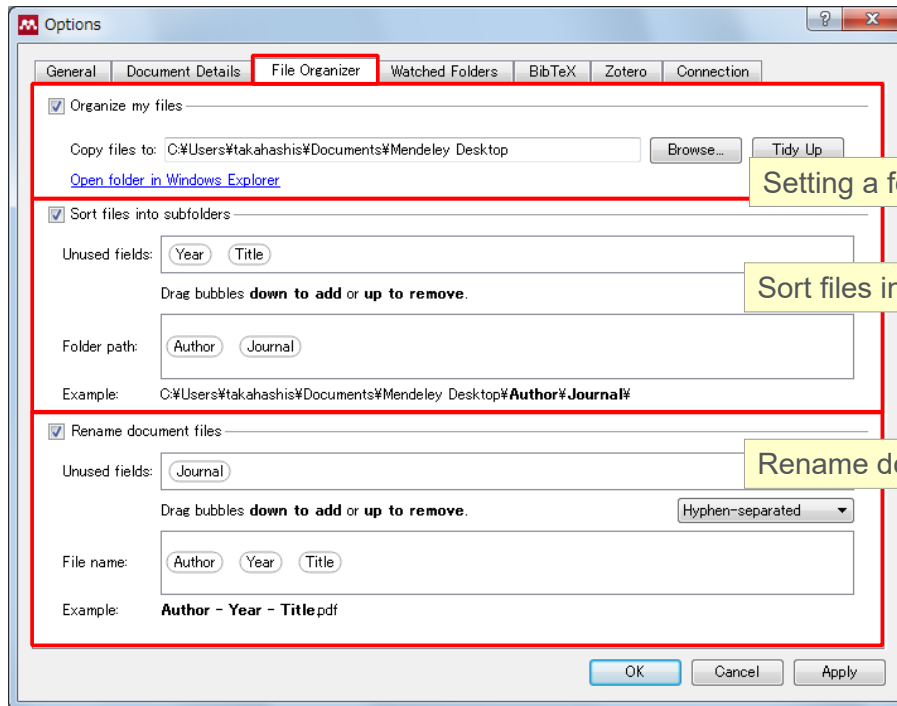 Options
General Document Details File Organizer Watched Folders BibTeX Zotero Connection
Organize my files
Copy files to: C:¥Users¥takahashis¥Documents¥Mendeley Desktop Browse... Tidy Up
Open folder in Windows Explorer
Setting a
Sort files into subfolders
Unused fields: Year Title
Drag bubbles down to add or up to remove.
Sort files
Folder path: Author Journal
Example: C:¥Users¥takahashis¥Documents¥Mendeley Desktop¥Author¥Journal¥
Rename document files
Unused fields: Journal
Rename
Drag bubbles down to add or up to remove. Hyphen-separated
File name: Author Year Title
Example: Author - Year - Title.pdf
OK Cancel Apply